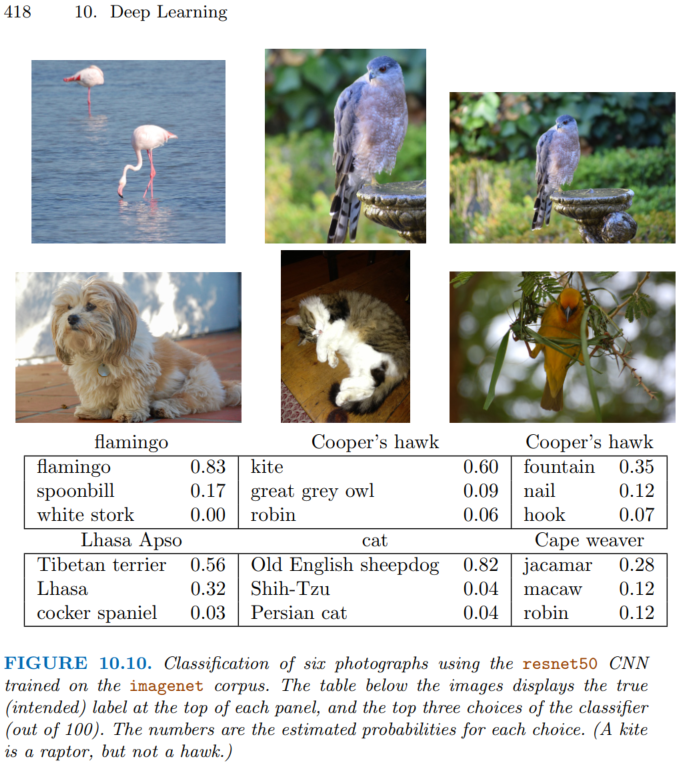 418 10. Deep Learning
flamingo Cooper's hawk Cooper's hawk
flamingo 0.83 kite 0.60 fountain 0.35
spoonbill 0.17 great grey owl 0.09 nail 0.12
white stork 0.00 robin 0.06 hook 0.07
Lhasa Apso cat Cape weaver
Tibetan terrier 0.56 Old English sheepdog 0.82 jacamar 0.28
Lhasa 0.32 Shih-Tzu 0.04 macaw 0.12
cocker spaniel 0.03 Persian cat 0.04 robin 0.12
FIGURE 10.10. Classification of six photographs using the resnet50 CNN
trained on the imagenet corpus. The table below the images displays the true
(intended) label at the top of each panel, and the top three choices of the classifier
(out of 100). The numbers are the estimated probabilities for each choice. (A kite
is a raptor, but not a hawk.)